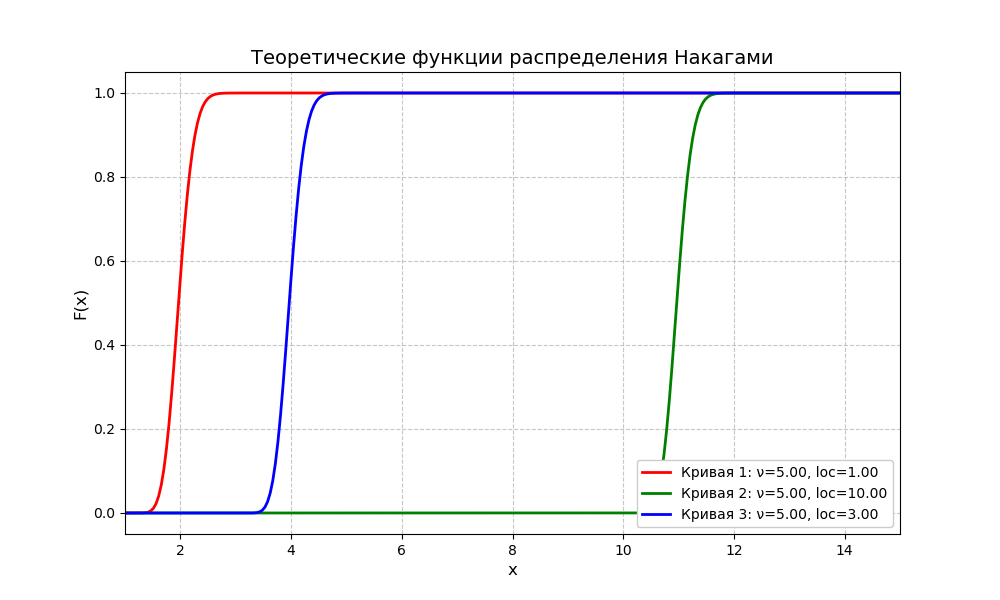 Теоретические функции распределения Накагами
F(x)
1.0
0.8
0.6
0.4
0.2
0.0
Кривая 1: ν=5.00, loc=1.00
Кривая 2: ν=5.00, loc=10.00
Кривая 3: ν=5.00, loc=3.00
2 4 6 8 10 12 14
x